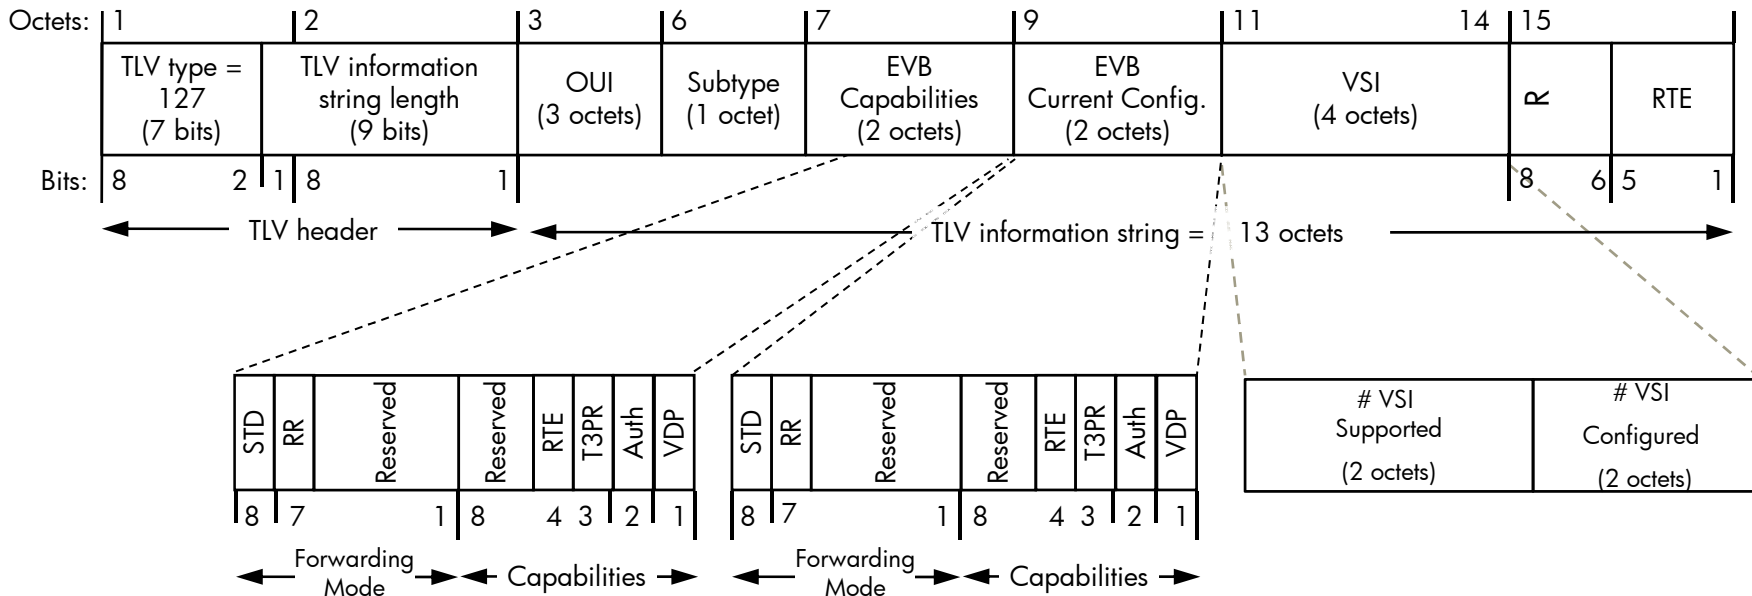 Octets: 1 2 3 6 7 9 11 14 15
TLV type =
127
(7 bits)
TLV information
string length
(9 bits)
OUI
(3 octets)
Subtype
(1 octet)
EVB
Capabilities
(2 octets)
EVB
Current Config.
(2 octets)
VSI
(4 octets)
R
RTE
Bits: 8 2 1 8 1 8 6 5 1
TLV header
TLV information string = 13 octets
STD
RR
Reserved
Reserved
RTE
T3PR
Auth
VDP
STD
RR
Reserved
Reserved
RTE
T3PR
Auth
VDP
# VSI
Supported
(2 octets)
# VSI
Configured
(2 octets)
8 7 1 8 4 3 2 1
8 7 1 8 4 3 2 1
Forwarding
Mode
Capabilities
Forwarding
Mode
Capabilities